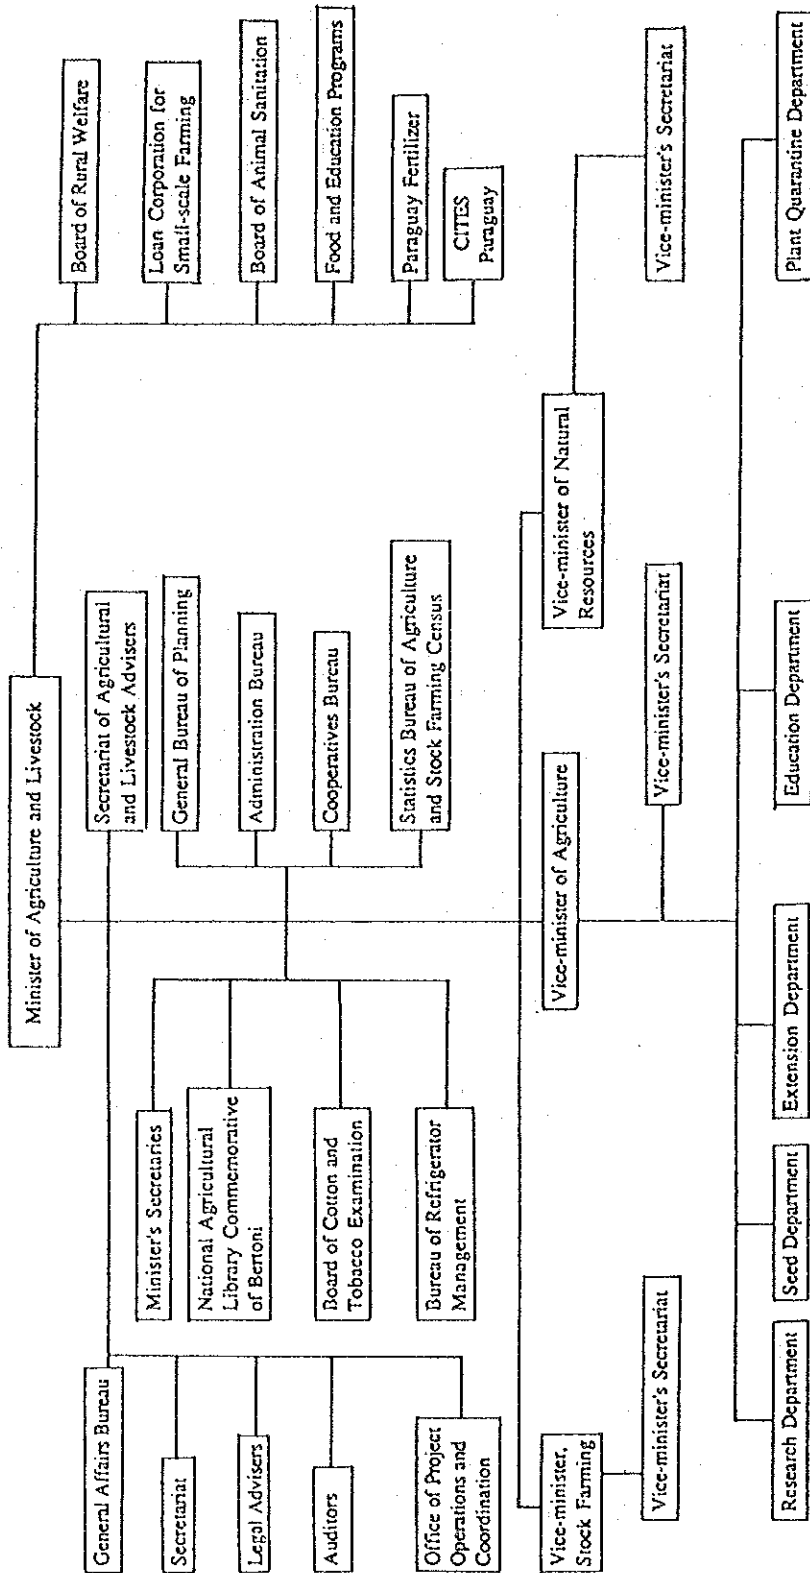 Minister of Agriculture and Livestock
Board of Rural Welfare
Loan Corporation for
Small-scale Farming
Board of Animal Sanitation
Food and Education Programs
Paraguay Fertilizer
CITES
Paraguay
Secretariat of Agricultural
and Livestock Advisers
General Bureau of Planning
Administration Bureau
Cooperatives Bureau
Statistics Bureau of Agriculture
and Stock Farming Census
Minister's Secretaries
National Agricultural
Library Commemorative
of Bertoni
Board of Cotton and
Tobacco Examination
Bureau of Refrigerator
Management
General Affairs Bureau
Secretariat
Legal Advisers
Auditors
Office of Project
Operations and
Coordination
Vice-minister,
Stock Farming
Vice-minister's Secretariat
Vice-minister of Agriculture
Vice-minister's Secretariat
Vice-minister of Natural
Resources
Vice-minister's Secretariat
Research Department
Seed Department
Extension Department
Education Department
Plant Quarantine Department